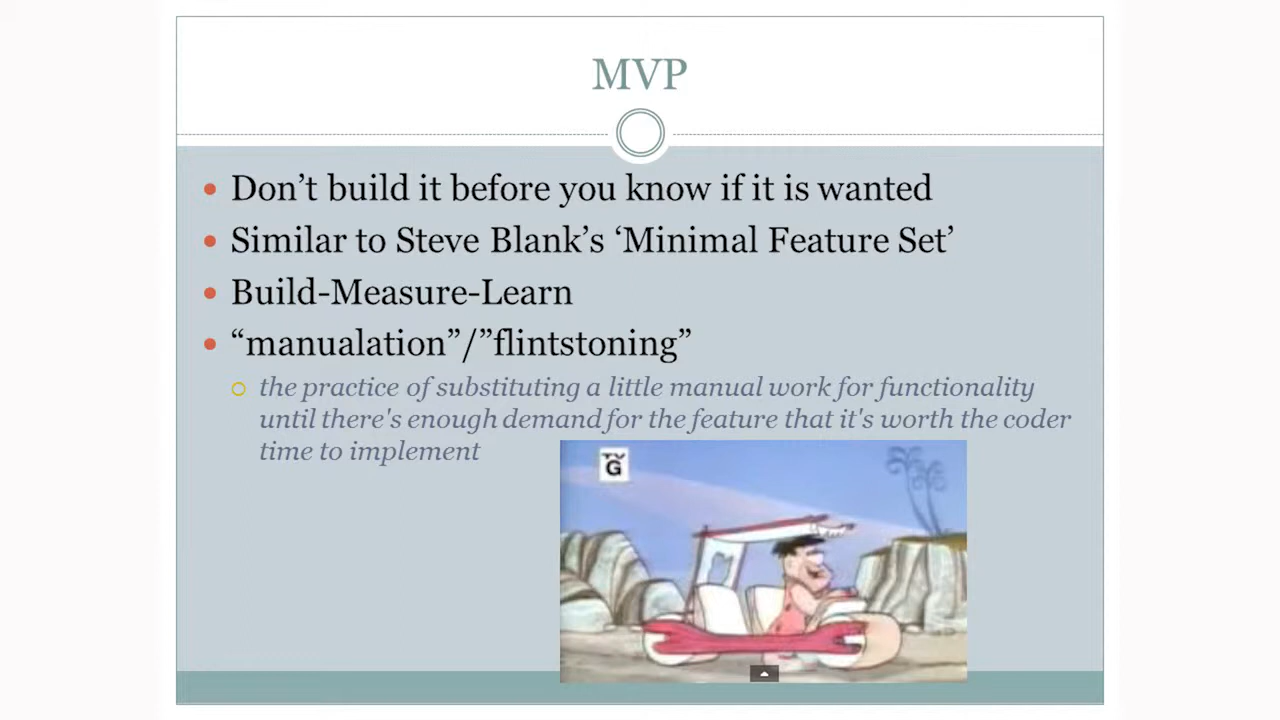 MVP
Don’t build it before you know if it is wanted
Similar to Steve Blank’s ‘Minimal Feature Set’
Build-Measure-Learn
“manualation”/”flintstoning”
the practice of substituting a little manual work for functionality
until there's enough demand for the feature that it's worth the coder
time to implement
TV
G